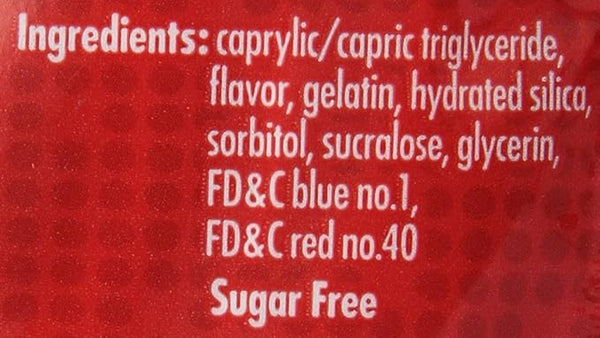 Ingredients: caprylic/capric triglyceride,
flavor, gelatin, hydrated silica,
sorbitol, sucralose, glycerin,
FD&C blue no.1,
FD&C red no.40
Sugar Free